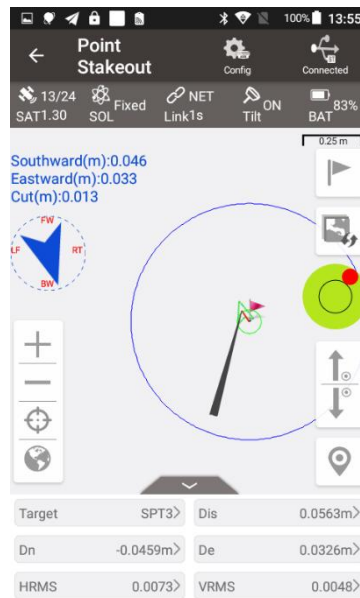 100% 13:55
Point
Stakeout
Config
Connected
13/24
SAT1.30
Fixed
SOL
NET
Link1s
ON
Tilt
83%
BAT
0.25 m
Southward(m):0.046
Eastward(m):0.033
Cut(m):0.013
FW
LF
RT
BW
Target SPT3
Dis 0.0563m
Dn -0.0459m
De 0.0326m
HRMS 0.0073
VRMS 0.0048